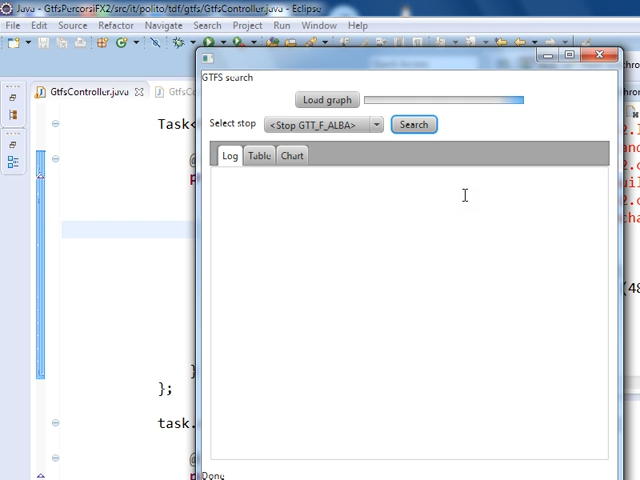 Java - GtfsPercorsiFX2/src/it/polito/tdf/gtfs/GtfsController.java - Eclipse
File Edit Source Refactor Navigate Search Project Run Window Help
GTFS search
Load graph
GtfsController.java
GtfsC
Select stop <Stop GTT_F_ALBA> Search
Task<
Log Table Chart
}
};
task.
Done